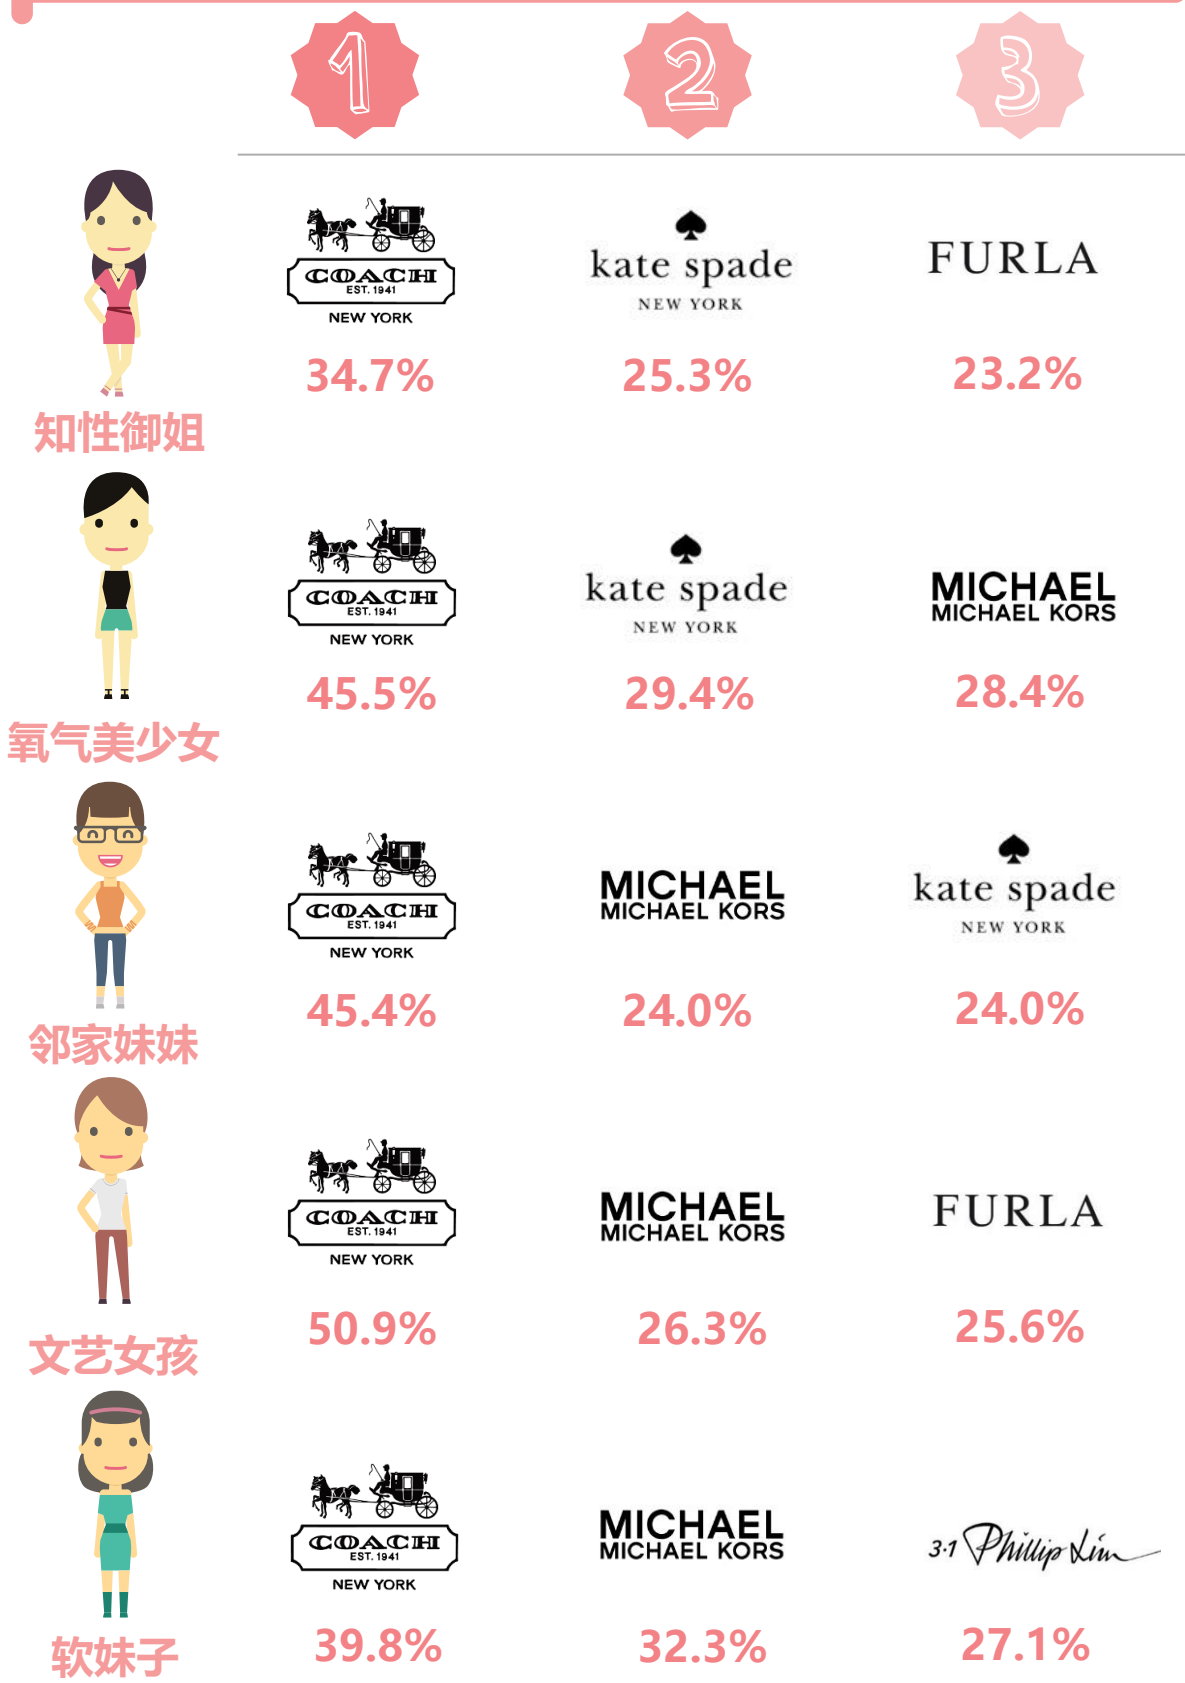 1
2
3
COACH
EST. 1941
NEW YORK
kate spade
NEW YORK
FURLA
34.7%
25.3%
23.2%
知性御姐
COACH
EST. 1941
NEW YORK
kate spade
NEW YORK
MICHAEL
MICHAEL KORS
45.5%
29.4%
28.4%
氧气美少女
COACH
EST. 1941
NEW YORK
MICHAEL
MICHAEL KORS
kate spade
NEW YORK
45.4%
24.0%
24.0%
邻家妹妹
COACH
EST. 1941
NEW YORK
MICHAEL
MICHAEL KORS
FURLA
50.9%
26.3%
25.6%
文艺女孩
COACH
EST. 1941
NEW YORK
MICHAEL
MICHAEL KORS
3·1 Phillip Lim
39.8%
32.3%
27.1%
软妹子